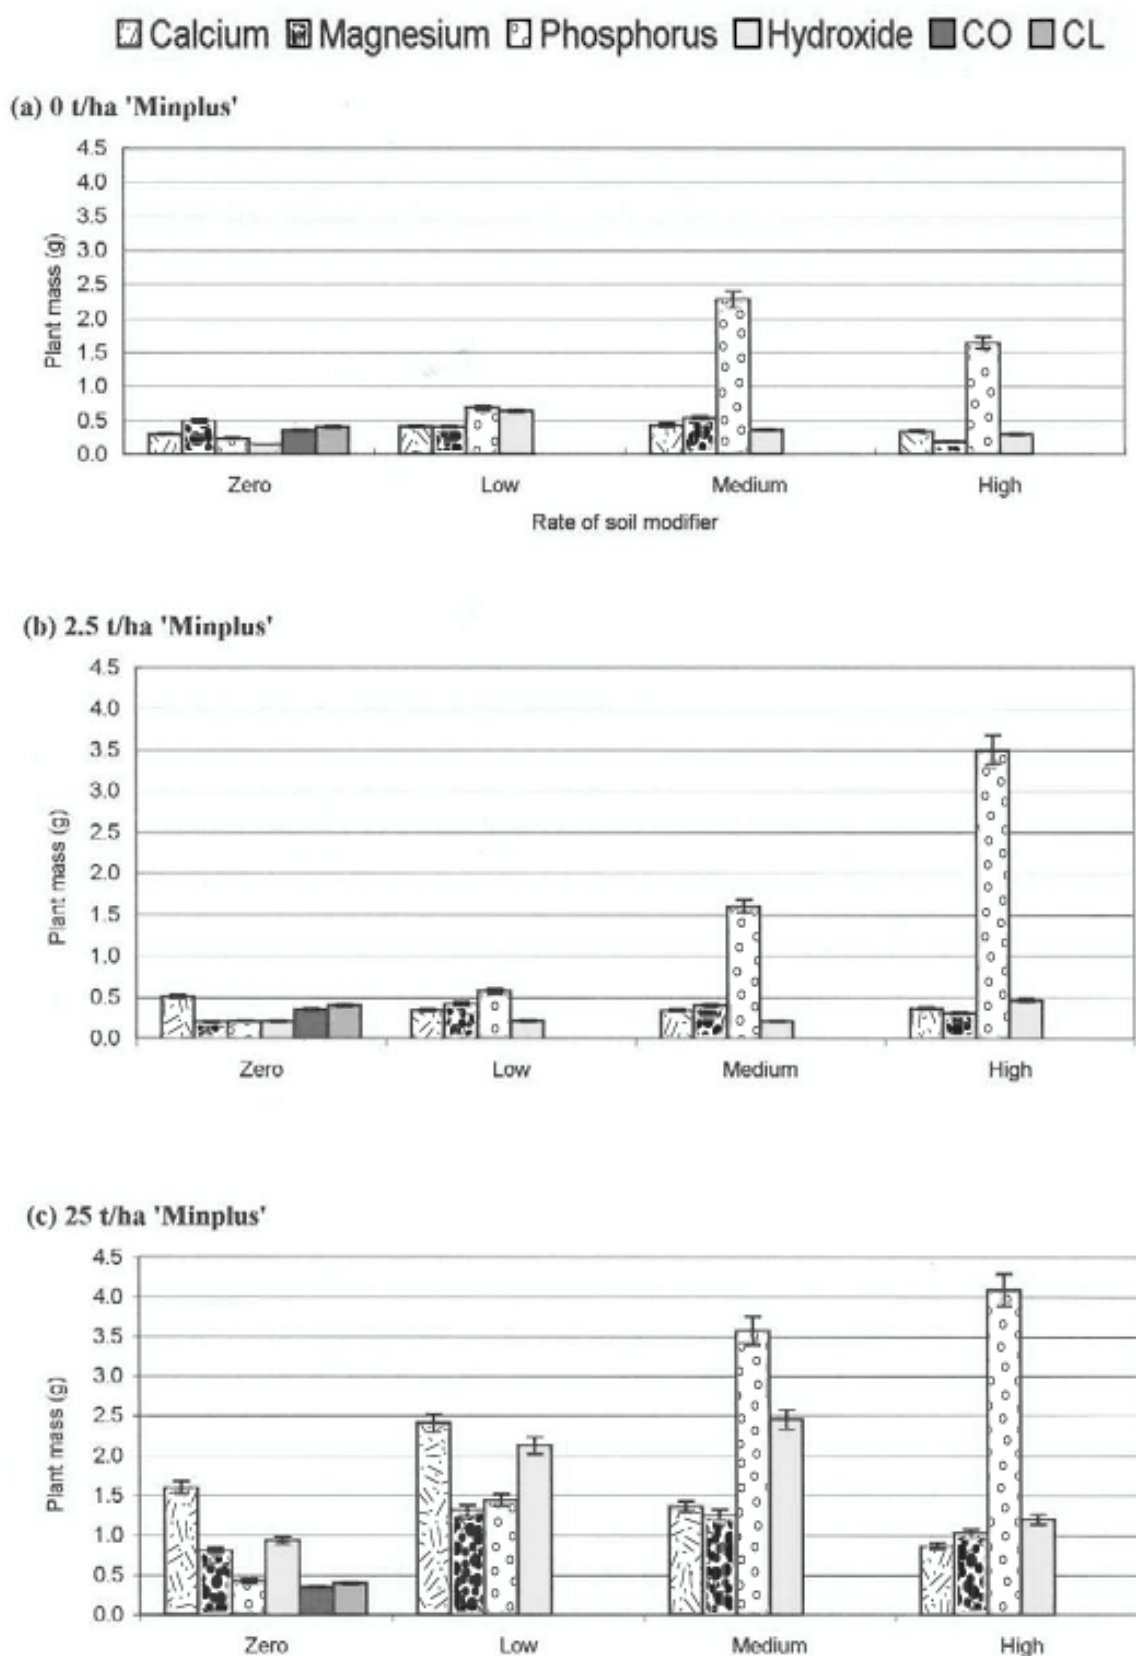 Calcium Magnesium Phosphorus Hydroxide CO CL
(a) 0 t/ha 'Minplus'
4.5
4.0
3.5
3.0
2.5
2.0
1.5
1.0
0.5
0.0
Plant mass (g)
Zero Low Medium High
Rate of soil modifier
(b) 2.5 t/ha 'Minplus'
4.5
4.0
3.5
3.0
2.5
2.0
1.5
1.0
0.5
0.0
Plant mass (g)
Zero Low Medium High
(c) 25 t/ha 'Minplus'
4.5
4.0
3.5
3.0
2.5
2.0
1.5
1.0
0.5
0.0
Plant mass (g)
Zero Low Medium High